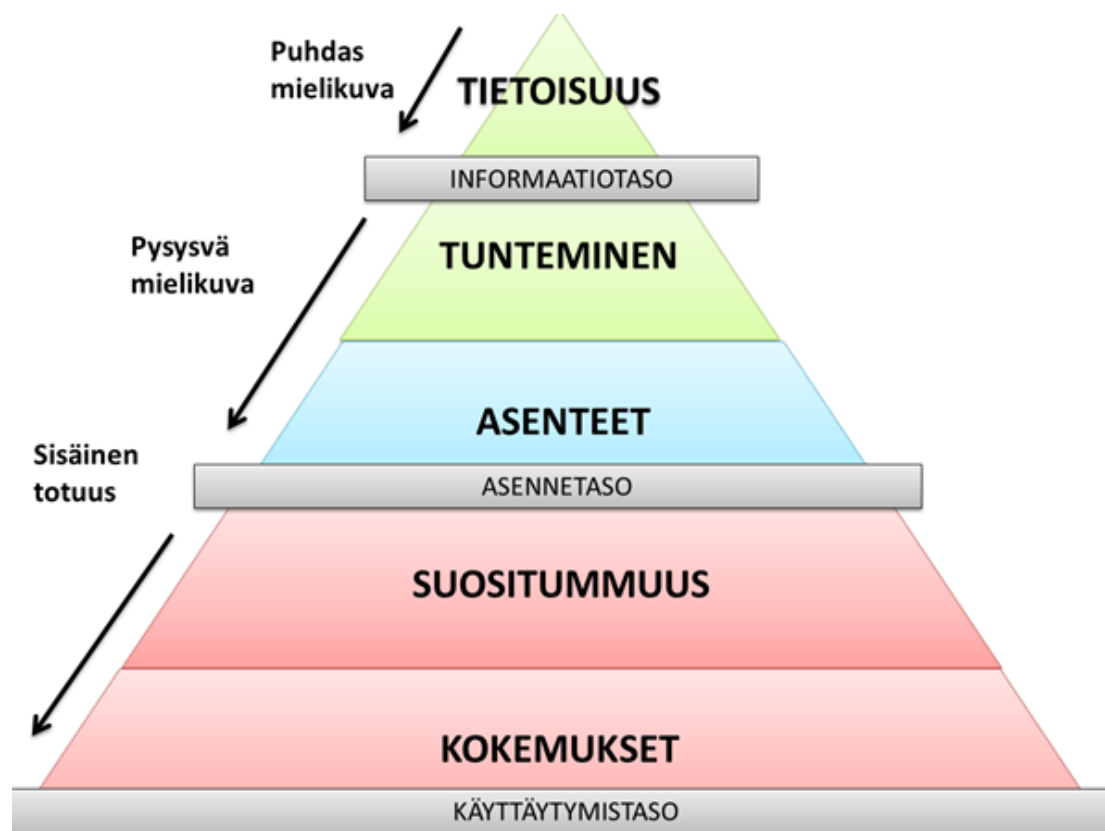 Puhdas
mielikuva
TIETOISUUS
INFORMAATIOTASO
Pysysvä
mielikuva
TUNTEMINEN
ASENTEET
Sisäinen
totuus
ASENNETASO
SUOSITUMMUUS
KOKEMUKSET
KÄYTTÄYTYMISTASO